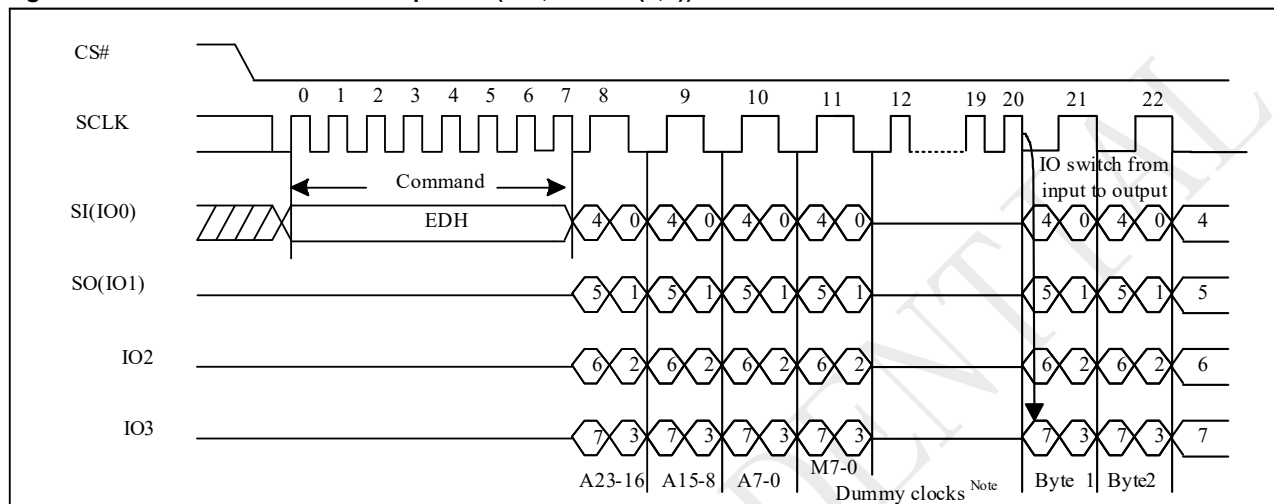 CS#
0 1 2 3 4 5 6 7 8 9 10 11 12 19 20 21 22
SCLK
IO switch from
input to output
Command
SI(IO0)
EDH
4 0 4 0 4 0 4 0 4 0 4 0 4
SO(IO1)
5 1 5 1 5 1 5 1 5 1 5 1 5
IO2
6 2 6 2 6 2 6 2 6 2 6 2 6
IO3
7 3 7 3 7 3 7 3 7 3 7 3 7
A23-16 A15-8 A7-0 M7-0 Dummy clocks Note Byte 1 Byte2